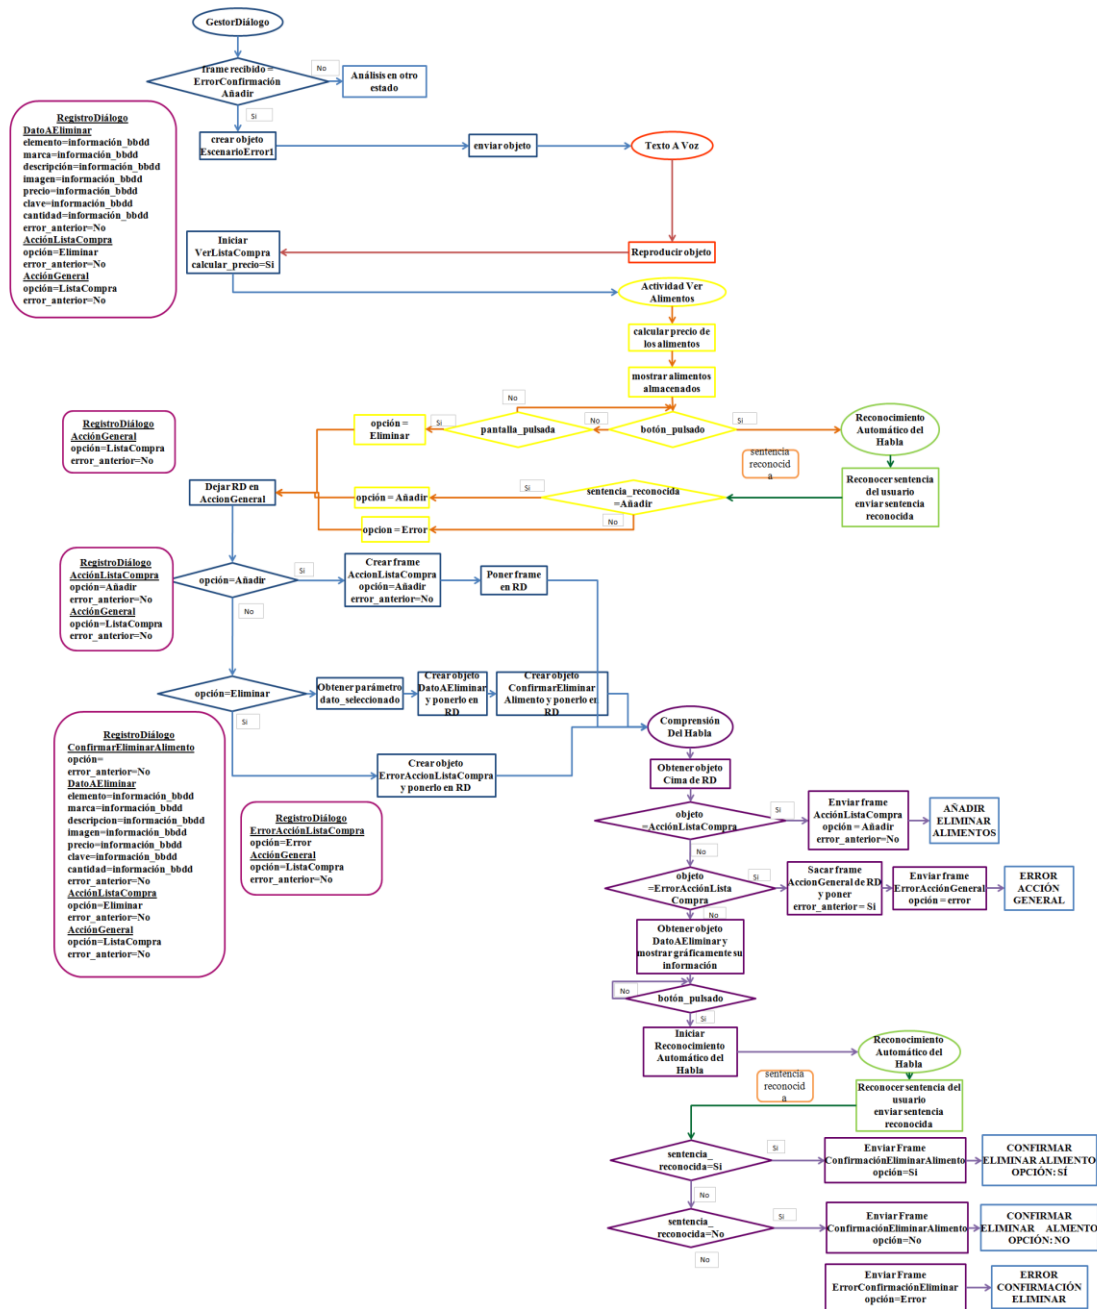 GestorDiálogo
frame recibido =
ErrorConfirmación
Añadir
No
Análisis en otro
estado
Si
crear objeto
EscenarioError1
enviar objeto
Texto A Voz
RegistroDiálogo
DatoAEliminar
elemento=información_bbdd
marca=información_bbdd
descripción=información_bbdd
imagen=información_bbdd
precio=información_bbdd
clave=información_bbdd
cantidad=información_bbdd
error_anterior=No
AcciónListaCompra
opción=Eliminar
error_anterior=No
AcciónGeneral
opción=ListaCompra
error_anterior=No
Iniciar
VerListaCompra
calcular_precio=Si
Reproducir objeto
Actividad Ver
Alimentos
calcular precio de
los alimentos
mostrar alimentos
almacenados
No
opción =
Eliminar
Si
pantalla_pulsada
No
botón_pulsado
Si
Reconocimiento
Automático del
Habla
RegistroDiálogo
AcciónGeneral
opción=ListaCompra
error_anterior=No
sentencia
reconocid
a
Reconocer sentencia
del usuario
enviar sentencia
reconocida
Dejar RD en
AccionGeneral
opción = Añadir
Si
sentencia_reconocida
=Añadir
opcion = Error
No
RegistroDiálogo
AcciónListaCompra
opción=Añadir
error_anterior=No
AcciónGeneral
opción=ListaCompra
error_anterior=No
opción=Añadir
Si
Crear frame
AccionListaCompra
opción=Añadir
error_anterior=No
Poner frame
en RD
No
opción=Eliminar
Obtener parámetro
dato_seleccionado
Crear objeto
DatoAEliminar
y ponerlo en
RD
Crear objeto
ConfirmarEliminar
Alimento y ponerlo en
RD
Si
Comprensión
Del Habla
RegistroDiálogo
ConfirmarEliminarAlimento
opción=
error_anterior=No
DatoAEliminar
elemento=información_bbdd
marca=información_bbdd
descripcion=información_bbdd
imagen=información_bbdd
precio=información_bbdd
clave=información_bbdd
cantidad=información_bbdd
error_anterior=No
AcciónListaCompra
opción=Eliminar
error_anterior=No
AcciónGeneral
opción=ListaCompra
error_anterior=No
Crear objeto
ErrorAccionListaCompra
y ponerlo en RD
Obtener objeto
Cima de RD
RegistroDiálogo
ErrorAcciónListaCompra
opción=Error
AcciónGeneral
opción=ListaCompra
error_anterior=No
objeto
=AcciónListaCompra
Si
Enviar frame
AcciónListaCompra
opción = Añadir
error_anterior=No
AÑADIR
ELIMINAR
ALIMENTOS
No
objeto
=ErrorAcciónLista
Compra
Si
Sacar frame
AccionGeneral de RD
y poner
error_anterior = Si
Enviar frame
ErrorAcciónGeneral
opción = error
ERROR
ACCIÓN
GENERAL
No
Obtener objeto
DatoAEliminar y
mostrar gráficamente su
información
No
botón_pulsado
Si
Iniciar
Reconocimiento
Automático del
Habla
Reconocimiento
Automático del
Habla
sentencia
reconocid
a
Reconocer sentencia del
usuario
enviar sentencia
reconocida
sentencia_
reconocida=Si
Si
Enviar Frame
ConfirmaciónEliminarAlimento
opción=Si
CONFIRMAR
ELIMINAR ALIMENTO
OPCIÓN: SÍ
No
sentencia_
reconocida=No
Si
Enviar Frame
ConfirmaciónEliminarAlimento
opción=No
CONFIRMAR
ELIMINAR ALMENTO
OPCIÓN: NO
No
Enviar Frame
ErrorConfirmaciónEliminar
opción=Error
ERROR
CONFIRMACIÓN
ELIMINAR